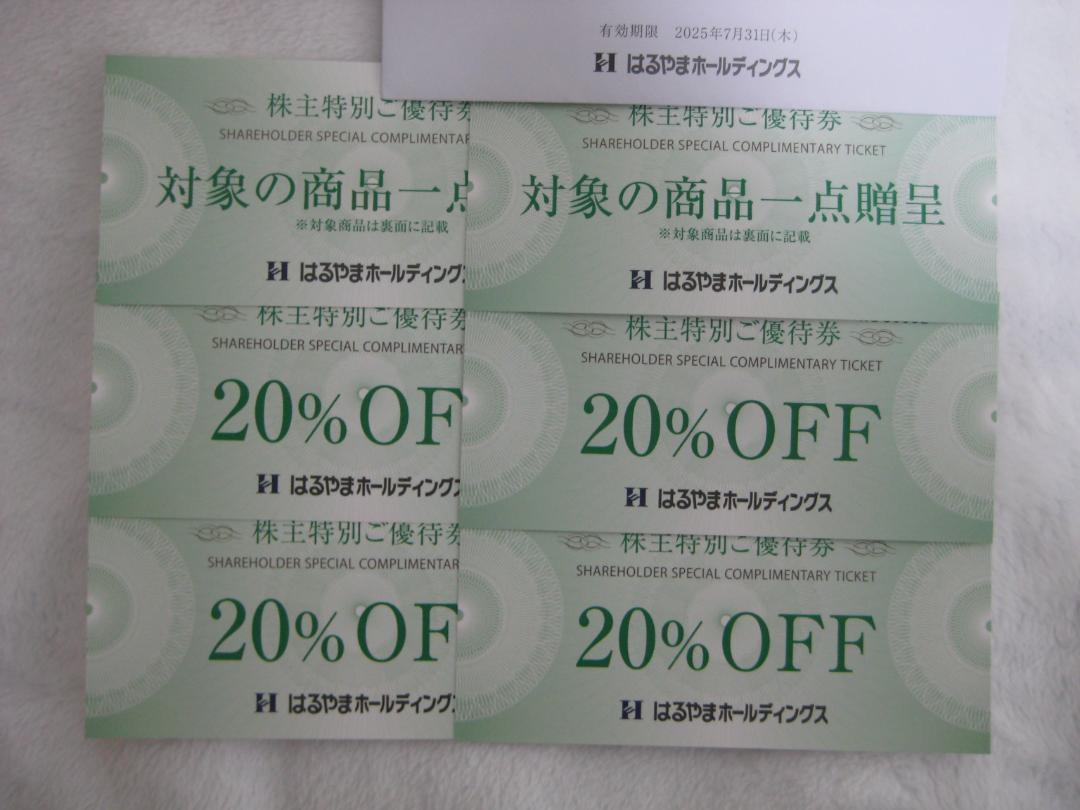 有効期限 2025年7月31日(木)
はるやまホールディングス
株主特別ご優待券
SHAREHOLDER SPECIAL COMPLIMENTAR
対象の商品一点
※対象商品は裏面に記載
はるやまホールディングス
株主特別ご優待券
SHAREHOLDER SPECIAL COMPLIMENTARY TICKET
対象の商品一点贈呈
※対象商品は裏面に記載
はるやまホールディングス
株主特別ご優待券
SHAREHOLDER SPECIAL COMPLIMENTAR
20%OF
はるやまホールディングス
株主特別ご優待券
SHAREHOLDER SPECIAL COMPLIMENTARY TICKET
20%OFF
はるやまホールディングス
株主特別ご優待券
SHAREHOLDER SPECIAL COMPLIMENTAR
20%OF
はるやまホールディング
株主特別ご優待券
SHAREHOLDER SPECIAL COMPLIMENTARY TICKET
20%OFF
はるやまホールディングス